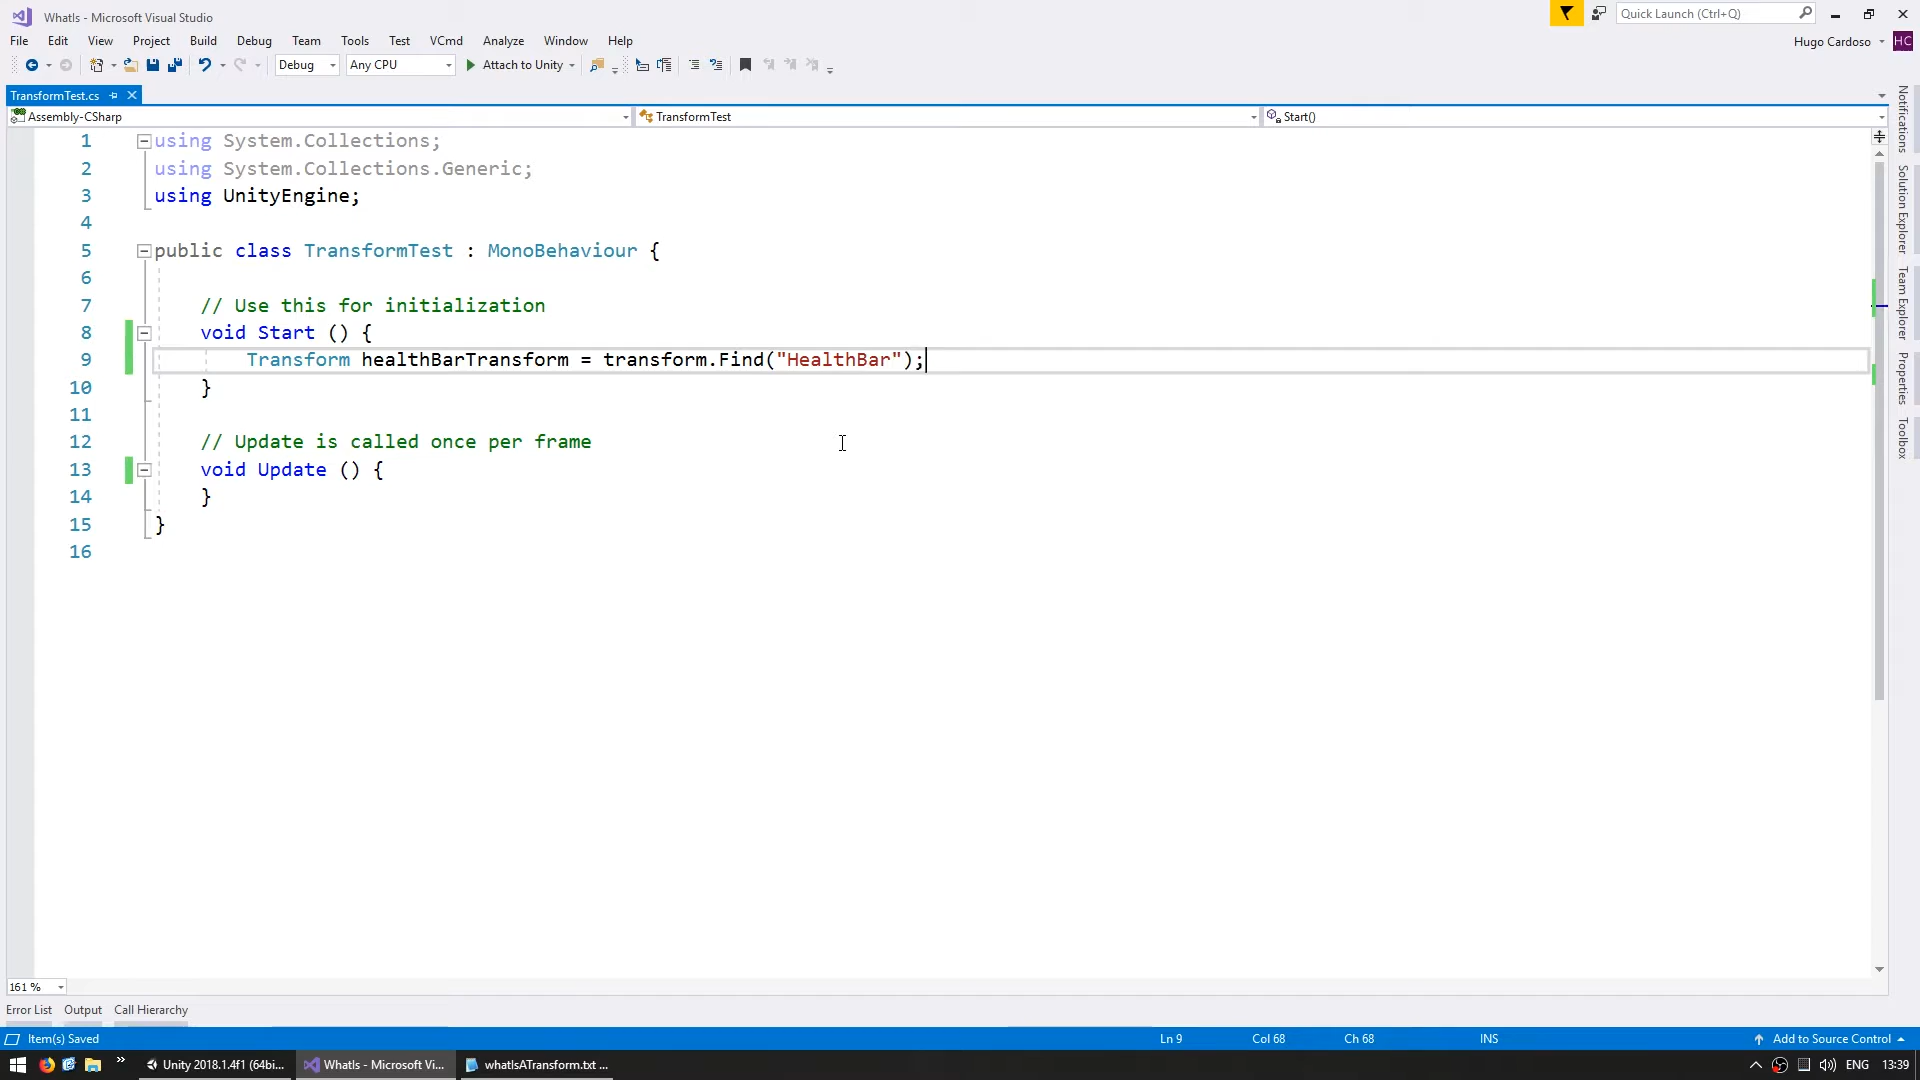 WhatIs - Microsoft Visual Studio
Quick Launch (Ctrl+Q)
File Edit View Project Build Debug Team Tools Test VCmd Analyze Window Help
Hugo Cardoso HC
Debug Any CPU Attach to Unity
TransformTest.cs
Assembly-CSharp TransformTest Start()
1 using System.Collections;
2 using System.Collections.Generic;
3 using UnityEngine;
4
5 public class TransformTest : MonoBehaviour {
6
7 // Use this for initialization
8 void Start () {
9 Transform healthBarTransform = transform.Find("HealthBar");
10 }
11
12 // Update is called once per frame
13 void Update () {
14 }
15 }
16
Notifications
Solution Explorer
Team Explorer
Properties
Toolbox
161 %
Error List Output Call Hierarchy
Item(s) Saved Ln 9 Col 68 Ch 68 INS Add to Source Control
Unity 2018.1.4f1 (64bi... WhatIs - Microsoft Vi... whatIsATransform.txt ... ENG 13:39